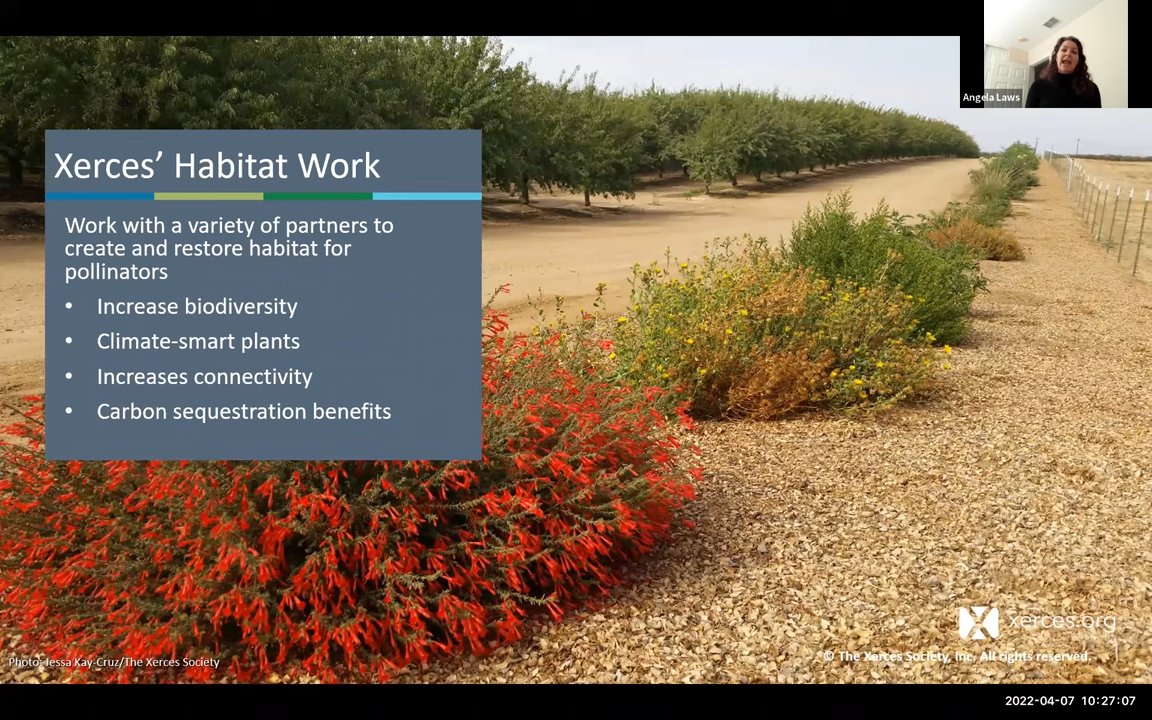 Angela Laws
Xerces’ Habitat Work
Work with a variety of partners to
create and restore habitat for
pollinators
• Increase biodiversity
• Climate-smart plants
• Increases connectivity
• Carbon sequestration benefits
xerces.org
Photo: Jessa Kay-Cruz/The Xerces Society
© The Xerces Society, Inc. All rights reserved.
2022-04-07 10:27:07